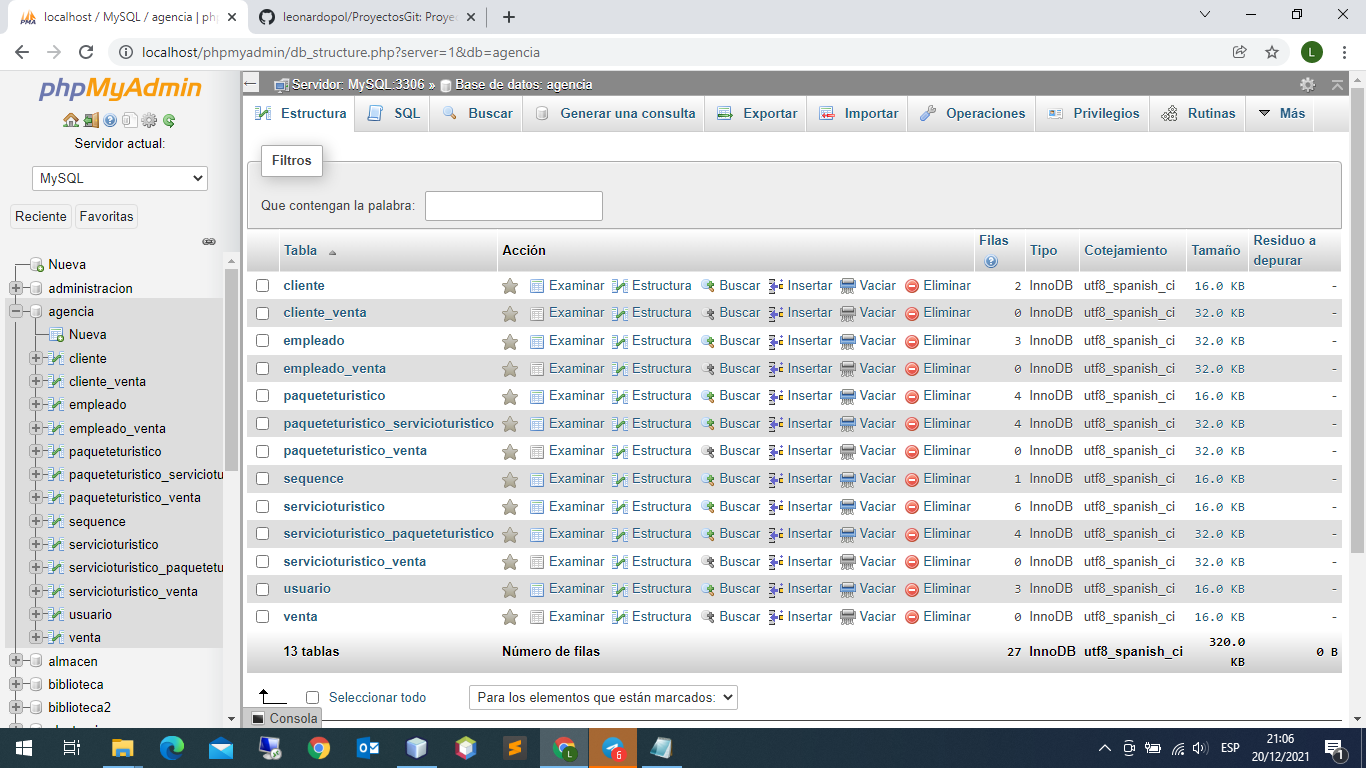 localhost / MySQL / agencia | ph
leonardopol/ProyectosGit: Proye
localhost/phpmyadmin/db_structure.php?server=1&db=agencia
L
phpMyAdmin
Servidor actual:
MySQL
Reciente Favoritas
Nueva
administracion
agencia
Nueva
cliente
cliente_venta
empleado
empleado_venta
paqueteturistico
paqueteturistico_serviciotu
paqueteturistico_venta
sequence
servicioturistico
servicioturistico_paquetetu
servicioturistico_venta
usuario
venta
almacen
biblioteca
biblioteca2
Servidor: MySQL:3306 » Base de datos: agencia
Estructura SQL Buscar Generar una consulta Exportar Importar Operaciones Privilegios Rutinas Más
Filtros
Que contengan la palabra:
Tabla Acción Filas Tipo Cotejamiento Tamaño Residuo a depurar
cliente Examinar Estructura Buscar Insertar Vaciar Eliminar 2 InnoDB utf8_spanish_ci 16.0 KB -
cliente_venta Examinar Estructura Buscar Insertar Vaciar Eliminar 0 InnoDB utf8_spanish_ci 32.0 KB -
empleado Examinar Estructura Buscar Insertar Vaciar Eliminar 3 InnoDB utf8_spanish_ci 32.0 KB -
empleado_venta Examinar Estructura Buscar Insertar Vaciar Eliminar 0 InnoDB utf8_spanish_ci 32.0 KB -
paqueteturistico Examinar Estructura Buscar Insertar Vaciar Eliminar 4 InnoDB utf8_spanish_ci 16.0 KB -
paqueteturistico_servicioturistico Examinar Estructura Buscar Insertar Vaciar Eliminar 4 InnoDB utf8_spanish_ci 32.0 KB -
paqueteturistico_venta Examinar Estructura Buscar Insertar Vaciar Eliminar 0 InnoDB utf8_spanish_ci 32.0 KB -
sequence Examinar Estructura Buscar Insertar Vaciar Eliminar 1 InnoDB utf8_spanish_ci 16.0 KB -
servicioturistico Examinar Estructura Buscar Insertar Vaciar Eliminar 6 InnoDB utf8_spanish_ci 16.0 KB -
servicioturistico_paqueteturistico Examinar Estructura Buscar Insertar Vaciar Eliminar 4 InnoDB utf8_spanish_ci 32.0 KB -
servicioturistico_venta Examinar Estructura Buscar Insertar Vaciar Eliminar 0 InnoDB utf8_spanish_ci 32.0 KB -
usuario Examinar Estructura Buscar Insertar Vaciar Eliminar 3 InnoDB utf8_spanish_ci 16.0 KB -
venta Examinar Estructura Buscar Insertar Vaciar Eliminar 0 InnoDB utf8_spanish_ci 16.0 KB -
13 tablas Número de filas 27 InnoDB utf8_spanish_ci 320.0 KB 0 B
Seleccionar todo Para los elementos que están marcados:
Consola
6
ESP
21:06
20/12/2021
1